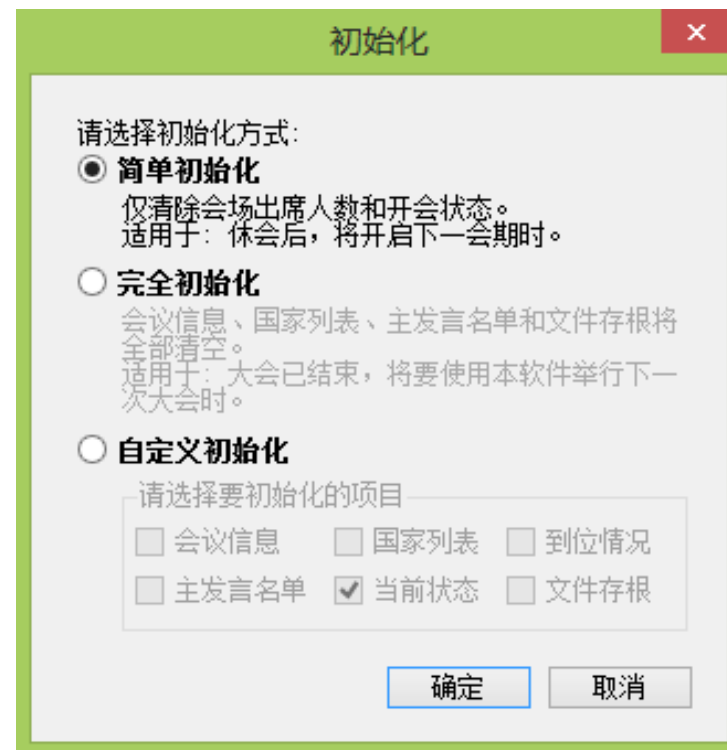 初始化
请选择初始化方式:
简单初始化
仅清除会场出席人数和开会状态。
适用于：休会后，将开启下一会期时。
完全初始化
会议信息、国家列表、主发言名单和文件存根将
全部清空。
适用于：大会已结束，将要使用本软件举行下一
次大会时。
自定义初始化
请选择要初始化的项目
会议信息 国家列表 到位情况
主发言名单 当前状态 文件存根
确定 取消